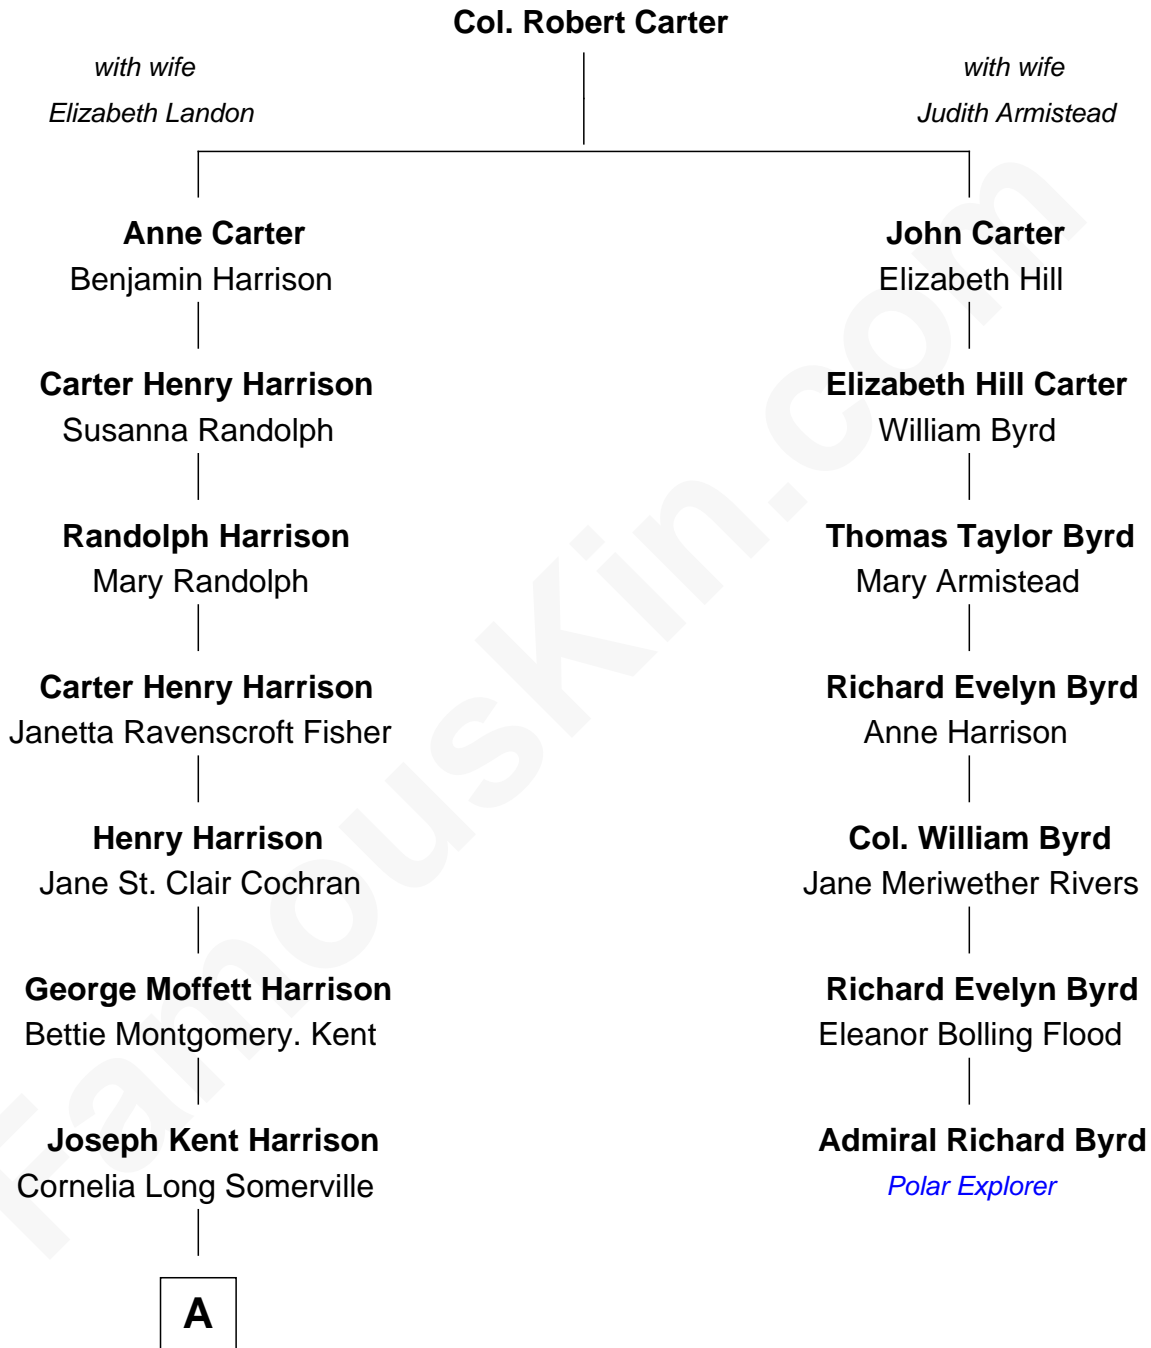 Col. Robert Carter
with wife
Elizabeth Landon
with wife
Judith Armistead
Anne Carter
Benjamin Harrison
John Carter
Elizabeth Hill
Carter Henry Harrison
Susanna Randolph
Elizabeth Hill Carter
William Byrd
Randolph Harrison
Mary Randolph
Thomas Taylor Byrd
Mary Armistead
Carter Henry Harrison
Janetta Ravenscroft Fisher
Richard Evelyn Byrd
Anne Harrison
Henry Harrison
Jane St. Clair Cochran
Col. William Byrd
Jane Meriwether Rivers
George Moffett Harrison
Bettie Montgomery. Kent
Richard Evelyn Byrd
Eleanor Bolling Flood
Joseph Kent Harrison
Cornelia Long Somerville
Admiral Richard Byrd
Polar Explorer
A
FamousKin.com